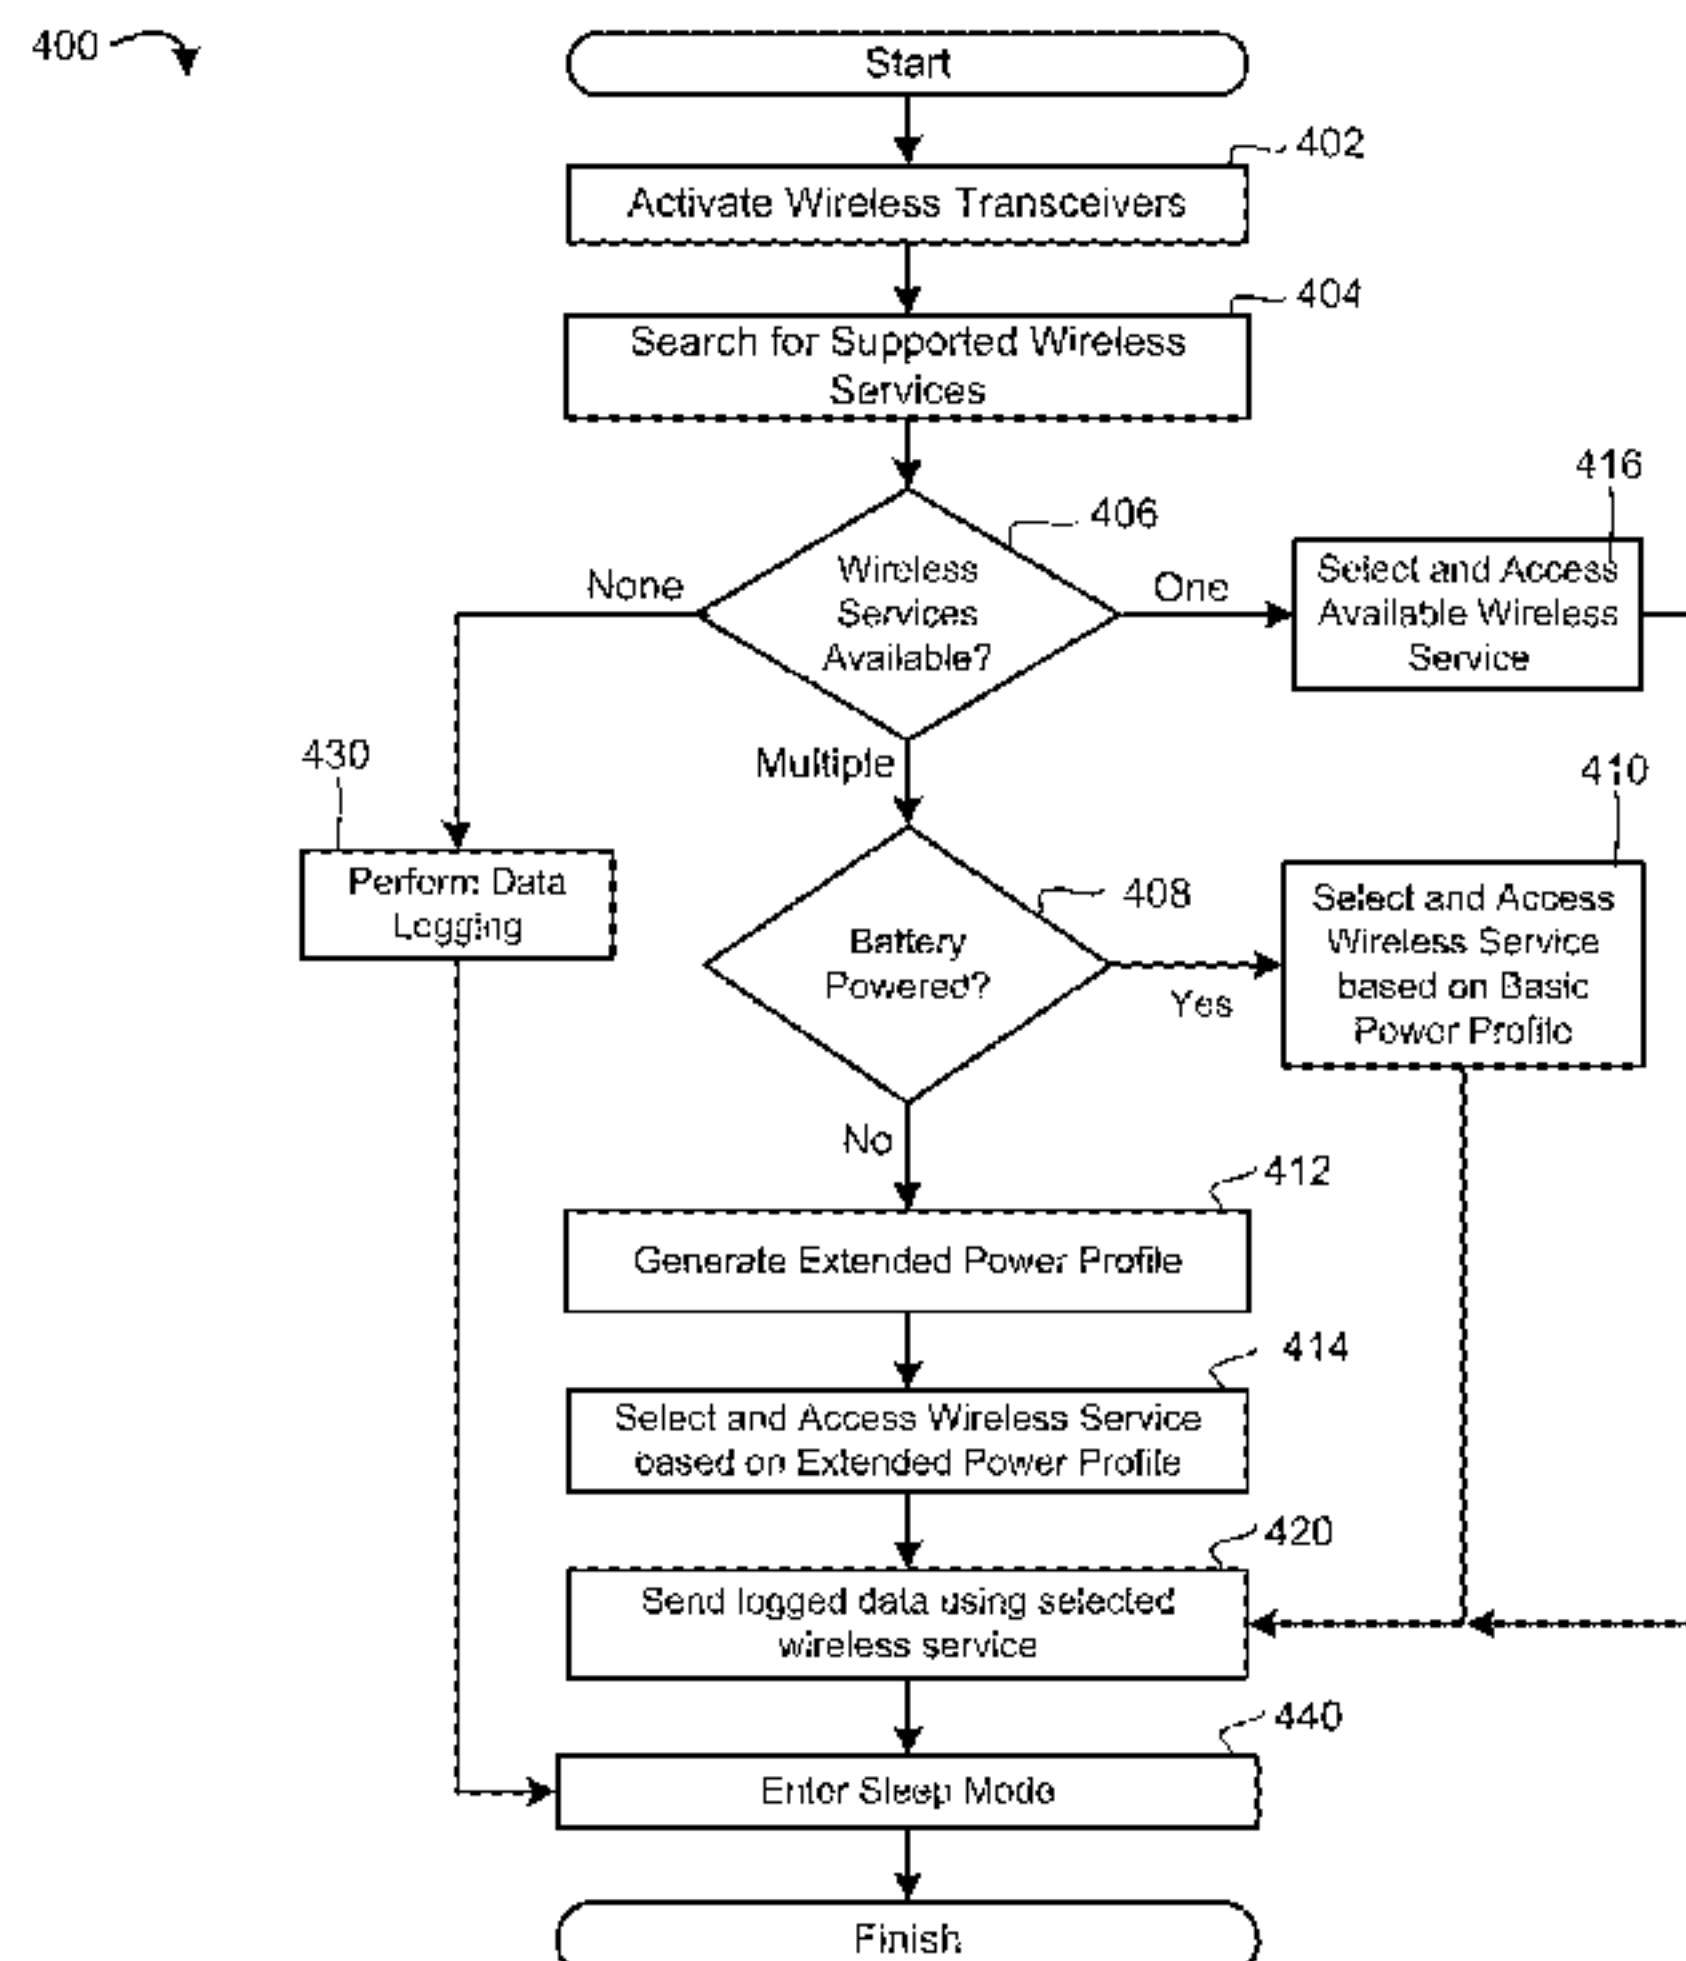 400
Start
402
Activate Wireless Transceivers
404
Search for Supported Wireless
Services
406
Wireless
Services
Available?
None
One
Multiple
416
Select and Access
Available Wireless
Service
430
Perform Data
Logging
408
Battery
Powered?
Yes
No
410
Select and Access
Wireless Service
based on Basic
Power Profile
412
Generate Extended Power Profile
414
Select and Access Wireless Service
based on Extended Power Profile
420
Send logged data using selected
wireless service
440
Enter Sleep Mode
Finish